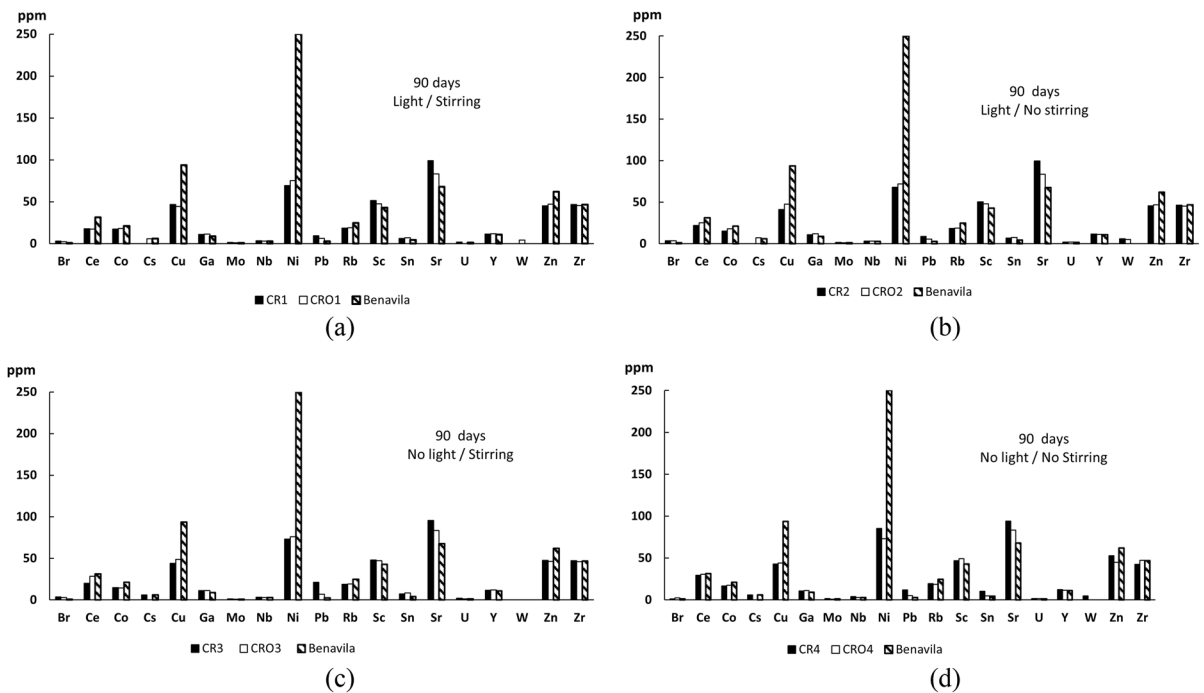 ppm
250
200
150
100
50
0
90 days
Light / Stirring
Br Ce Co Cs Cu Ga Mo Nb Ni Pb Rb Sc Sn Sr U Y W Zn Zr
CR1 CRO1 Benavila
(a)
ppm
250
200
150
100
50
0
90 days
Light / No stirring
Br Ce Co Cs Cu Ga Mo Nb Ni Pb Rb Sc Sn Sr U Y W Zn Zr
CR2 CRO2 Benavila
(b)
ppm
250
200
150
100
50
0
90 days
No light / Stirring
Br Ce Co Cs Cu Ga Mo Nb Ni Pb Rb Sc Sn Sr U Y W Zn Zr
CR3 CRO3 Benavila
(c)
ppm
250
200
150
100
50
0
90 days
No light / No Stirring
Br Ce Co Cs Cu Ga Mo Nb Ni Pb Rb Sc Sn Sr U Y W Zn Zr
CR4 CRO4 Benavila
(d)